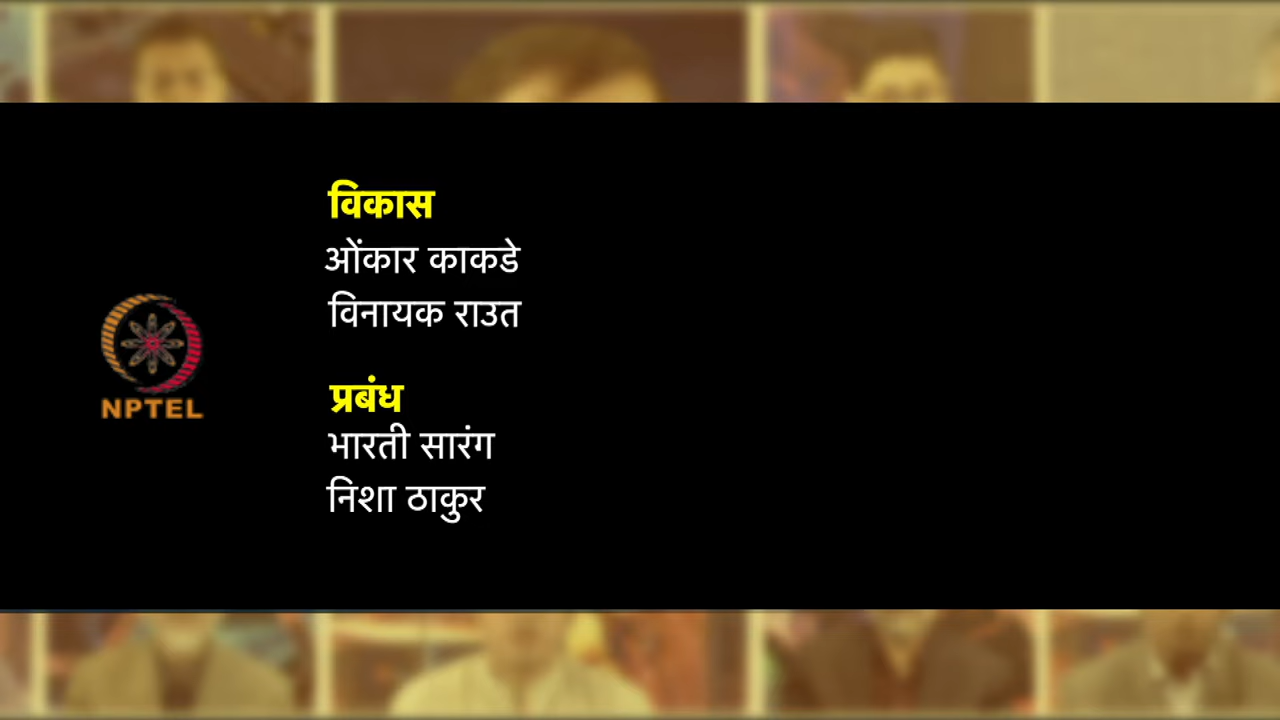 विकास
ओंकार काकडे
विनायक राउत
NPTEL
प्रबंध
भारती सारंग
निशा ठाकुर